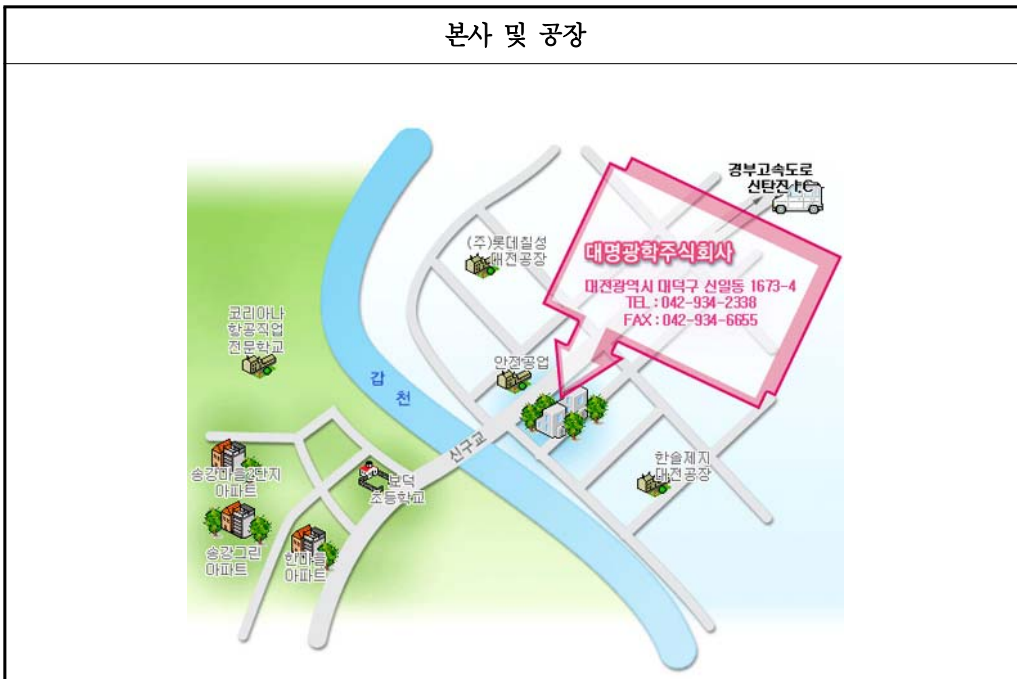 본사 및 공장
경부고속도로
신탄진 I.C
(주)롯데칠성
대전공장
대명광학주식회사
대전광역시 대덕구 신일동 1673-4
TEL : 042-934-2338
FAX : 042-934-6655
코리아나
항공직업
전문학교
안전공업
갑
천
신구교
한솔제지
대전공장
송강마을2단지
아파트
보덕
초등학교
송강그린
아파트
한마을
아파트